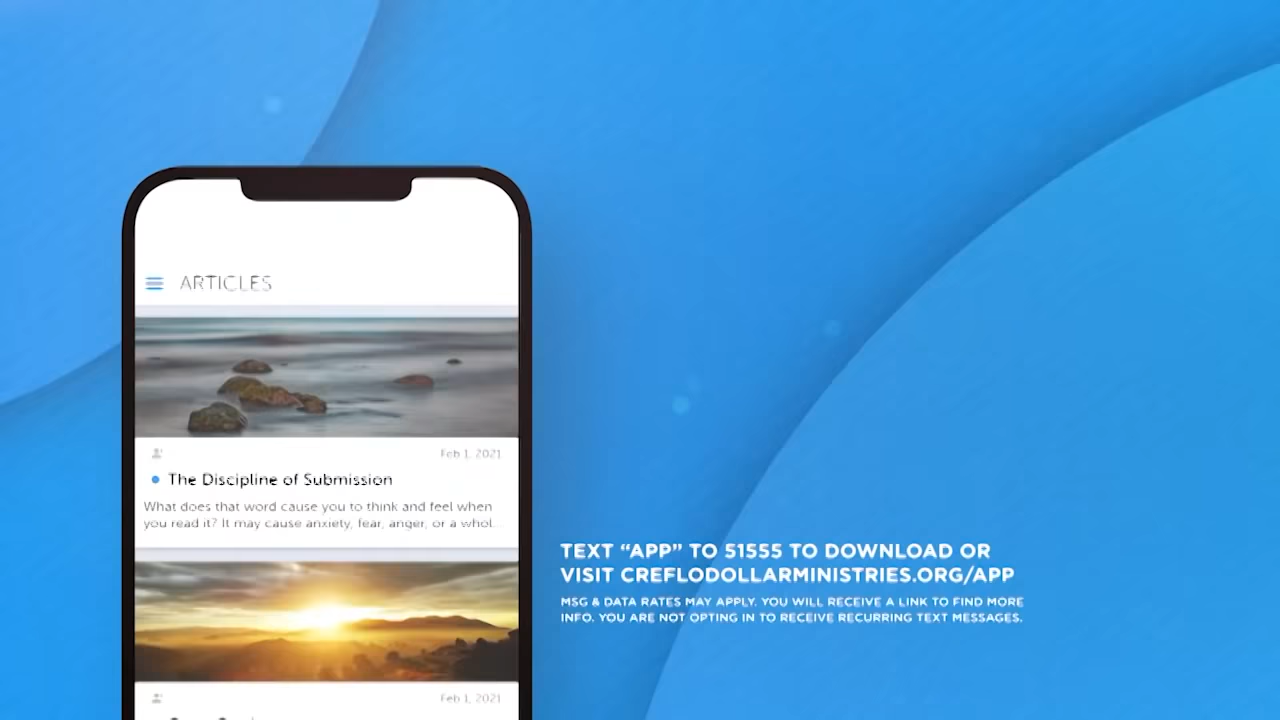 ARTICLES
Feb 1, 2021
The Discipline of Submission
What does that word cause you to think and feel when
you read it? It may cause anxiety, fear, anger, or a whol...
Feb 1, 2021
TEXT “APP” TO 51555 TO DOWNLOAD OR
VISIT CREFLODOLLARMINISTRIES.ORG/APP
MSG & DATA RATES MAY APPLY. YOU WILL RECEIVE A LINK TO FIND MORE
INFO. YOU ARE NOT OPTING IN TO RECEIVE RECURRING TEXT MESSAGES.